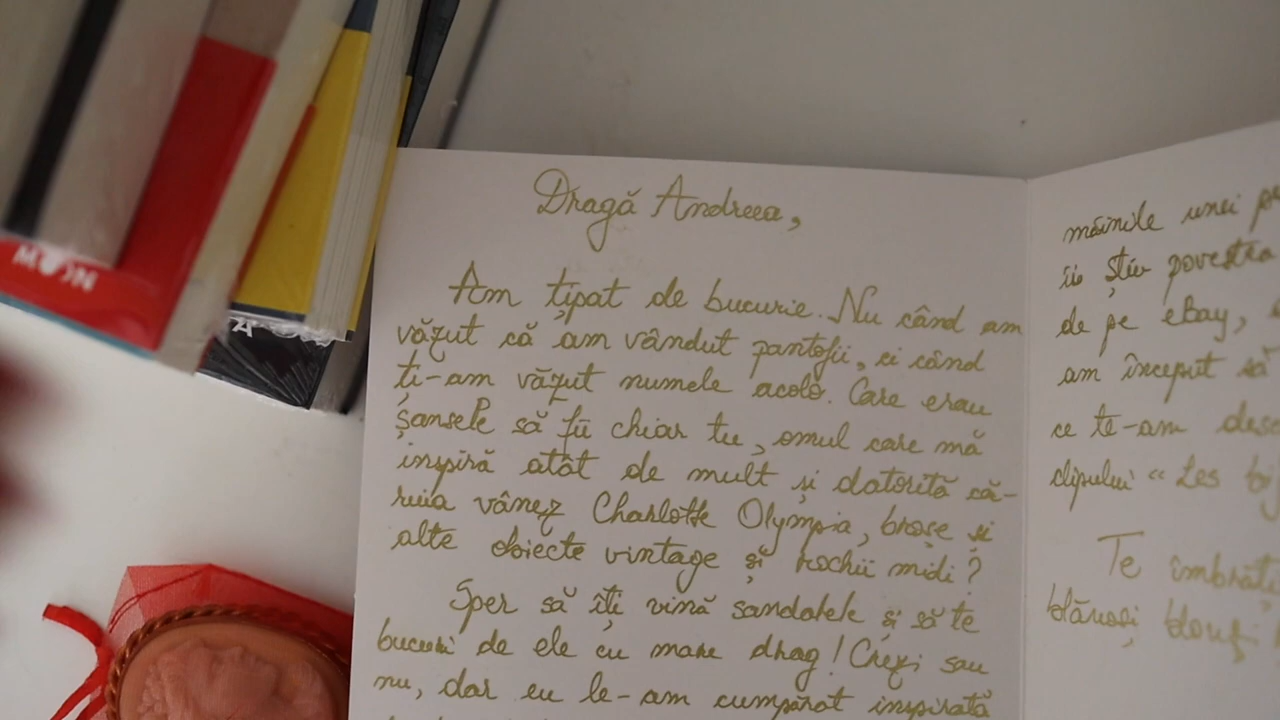 Dragă Andreea,
Am țipat de bucurie. Nu când am
văzut că am vândut pantofii, ci când
ți-am văzut numele acolo. Care erau
șansele să fii chiar tu, omul care mă
inspiră atât de mult și datorită că-
ruia vânez Charlotte Olympia, broșe și
alte obiecte vintage și rochii midi?
Sper să îți vină sandalele și să te
bucuri de ele cu mare drag! Crezi sau
nu, dar eu le-am cumpărat inspirată
mâinile unei
îi știu povestea
de pe eBay,
am început să
ce te-am
clipului "Les
Te
blănoși